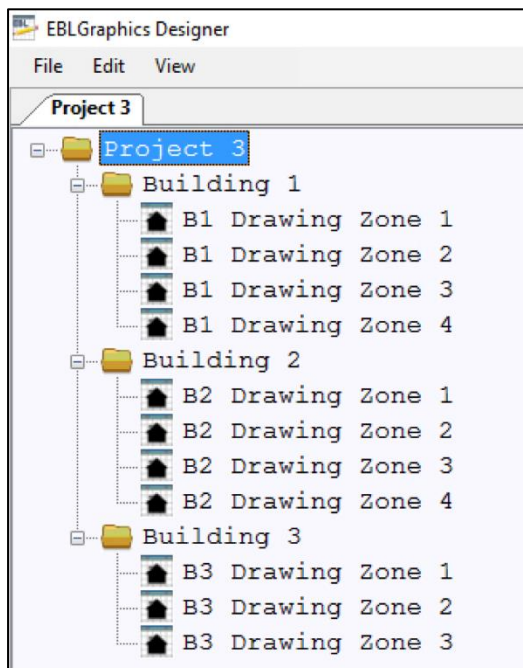 EBLGraphics Designer
File Edit View
Project 3
Project 3
Building 1
B1 Drawing Zone 1
B1 Drawing Zone 2
B1 Drawing Zone 3
B1 Drawing Zone 4
Building 2
B2 Drawing Zone 1
B2 Drawing Zone 2
B2 Drawing Zone 3
B2 Drawing Zone 4
Building 3
B3 Drawing Zone 1
B3 Drawing Zone 2
B3 Drawing Zone 3